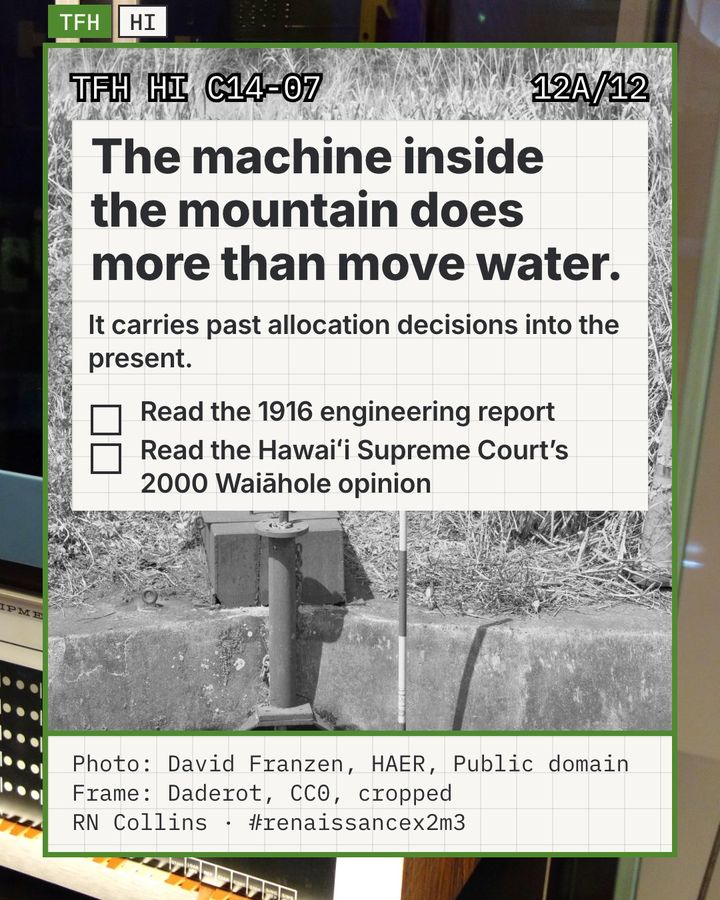 TFH HI
TFH HI C14-07 12A/12
The machine inside
the mountain does
more than move water.
It carries past allocation decisions into the
present.
Read the 1916 engineering report
Read the Hawaiʻi Supreme Court’s
2000 Waiāhole opinion
Photo: David Franzen, HAER, Public domain
Frame: Daderot, CC0, cropped
RN Collins · #renaissancex2m3